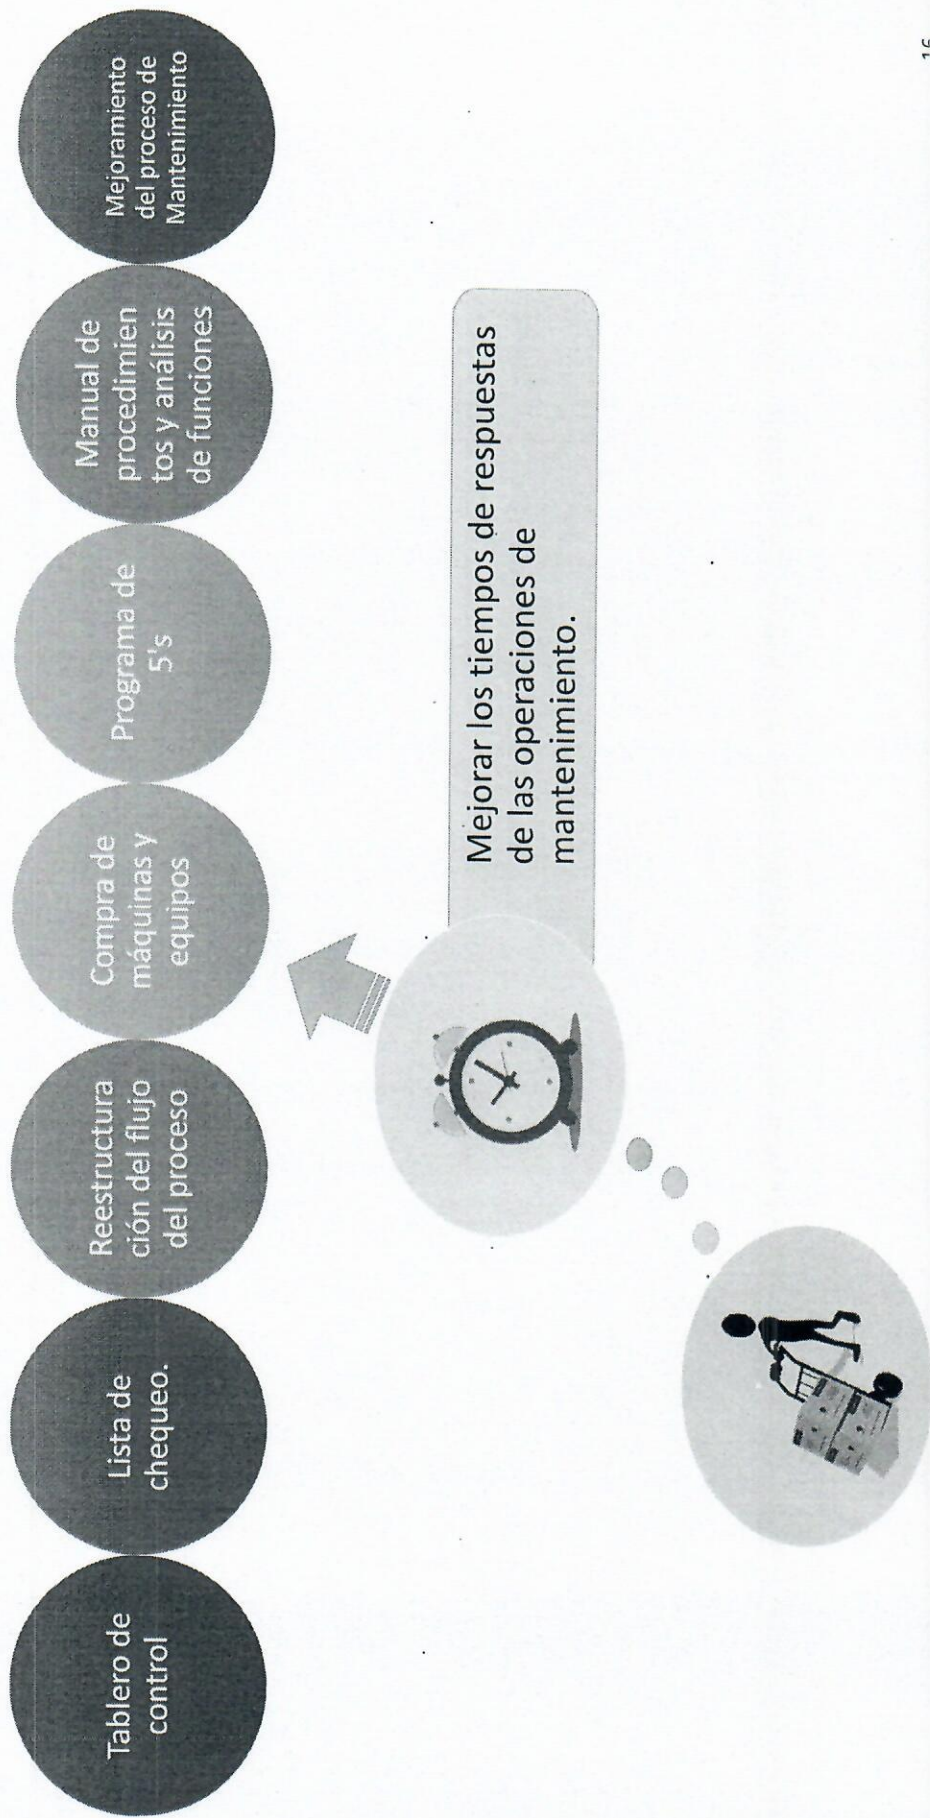 Tablero de
control
Lista de
chequeo.
Reestructura
ción del flujo
del proceso
Compra de
máquinas y
equipos
Programa de
5's
Manual de
procedimien
tos y análisis
de funciones
Mejoramiento
del proceso de
Mantenimiento
Mejorar los tiempos de respuestas
de las operaciones de
mantenimiento.
16